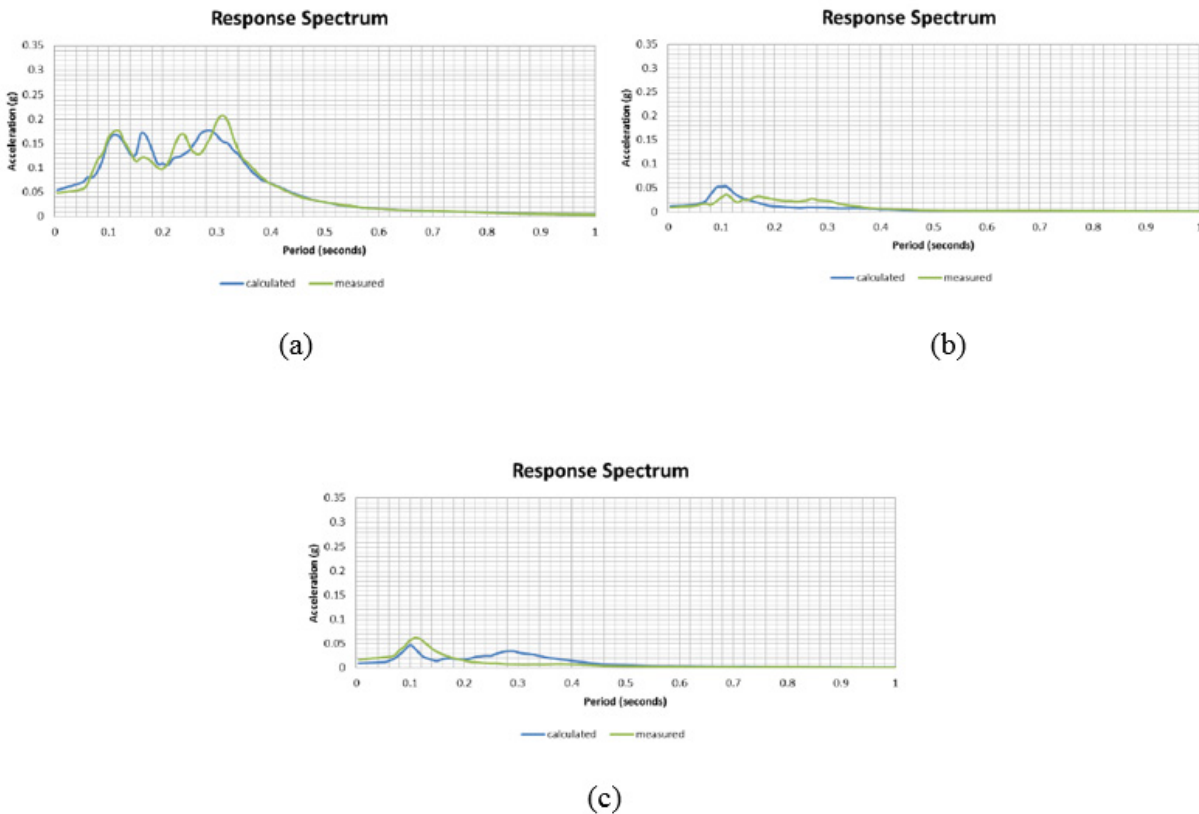 Response Spectrum
Acceleration (g)
0.35
0.3
0.25
0.2
0.15
0.1
0.05
0
0 0.1 0.2 0.3 0.4 0.5 0.6 0.7 0.8 0.9 1
Period (seconds)
calculated measured
(a)
Response Spectrum
Acceleration (g)
0.35
0.3
0.25
0.2
0.15
0.1
0.05
0
0 0.1 0.2 0.3 0.4 0.5 0.6 0.7 0.8 0.9 1
Period (seconds)
calculated measured
(b)
Response Spectrum
Acceleration (g)
0.35
0.3
0.25
0.2
0.15
0.1
0.05
0
0 0.1 0.2 0.3 0.4 0.5 0.6 0.7 0.8 0.9 1
Period (seconds)
calculated measured
(c)